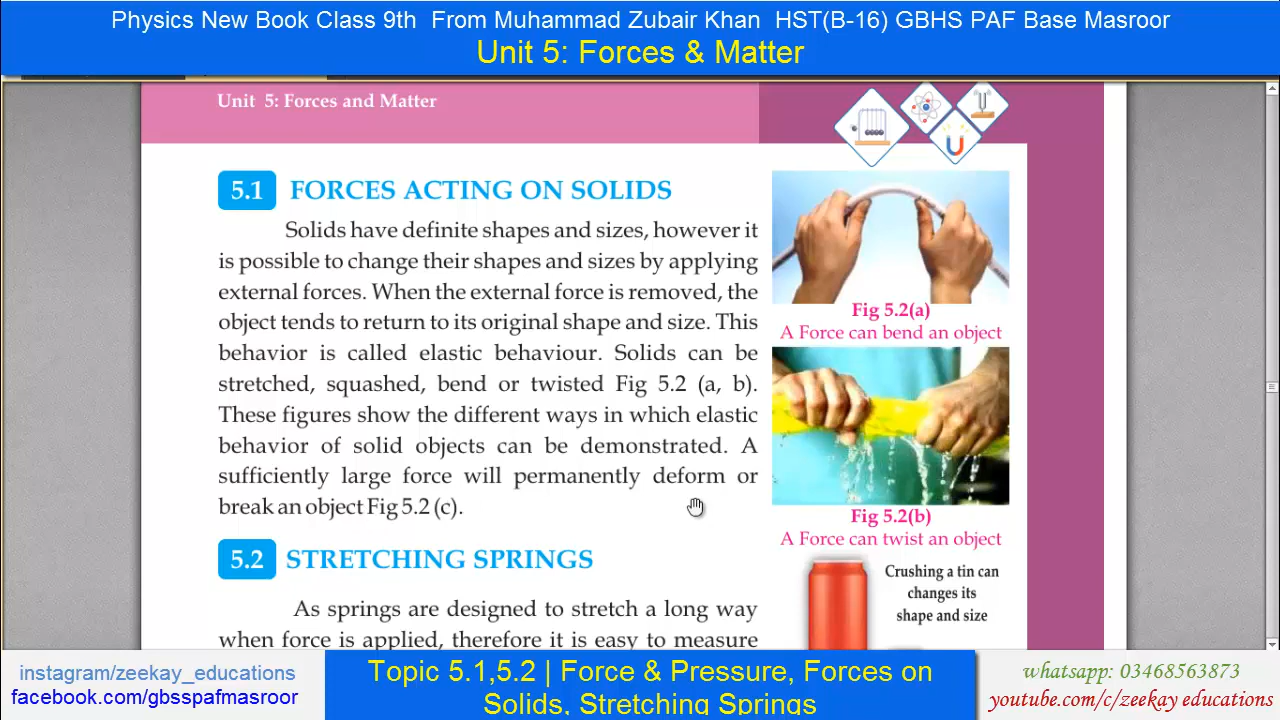 Physics New Book Class 9th From Muhammad Zubair Khan HST(B-16) GBHS PAF Base Masroor
Unit 5: Forces & Matter
Unit 5: Forces and Matter
5.1 FORCES ACTING ON SOLIDS
Solids have definite shapes and sizes, however it
is possible to change their shapes and sizes by applying
external forces. When the external force is removed, the
object tends to return to its original shape and size. This
behavior is called elastic behaviour. Solids can be
stretched, squashed, bend or twisted Fig 5.2 (a, b).
These figures show the different ways in which elastic
behavior of solid objects can be demonstrated. A
sufficiently large force will permanently deform or
break an object Fig 5.2 (c).
5.2 STRETCHING SPRINGS
As springs are designed to stretch a long way
when force is applied, therefore it is easy to measure
Fig 5.2(a)
A Force can bend an object
Fig 5.2(b)
A Force can twist an object
Crushing a tin can
changes its
shape and size
instagram/zeekay_educations
facebook.com/gbsspafmasroor
Topic 5.1,5.2 | Force & Pressure, Forces on
Solids, Stretching Springs
whatsapp: 03468563873
youtube.com/c/zeekay educations